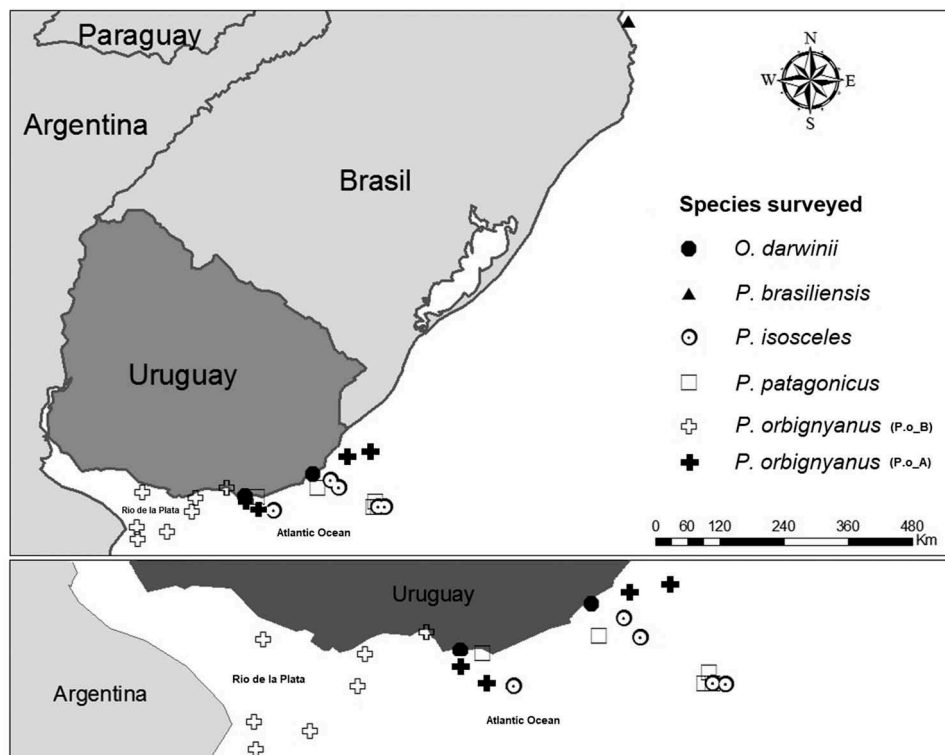 Paraguay
Argentina
Brasil
Uruguay
Rio de la Plata
Atlantic Ocean
N
W E
S
Species surveyed
O. darwinii
P. brasiliensis
P. isosceles
P. patagonicus
P. orbignyanus (P.o_B)
P. orbignyanus (P.o_A)
0 60 120 240 360 480
Km
Uruguay
Rio de la Plata
Argentina
Atlantic Ocean